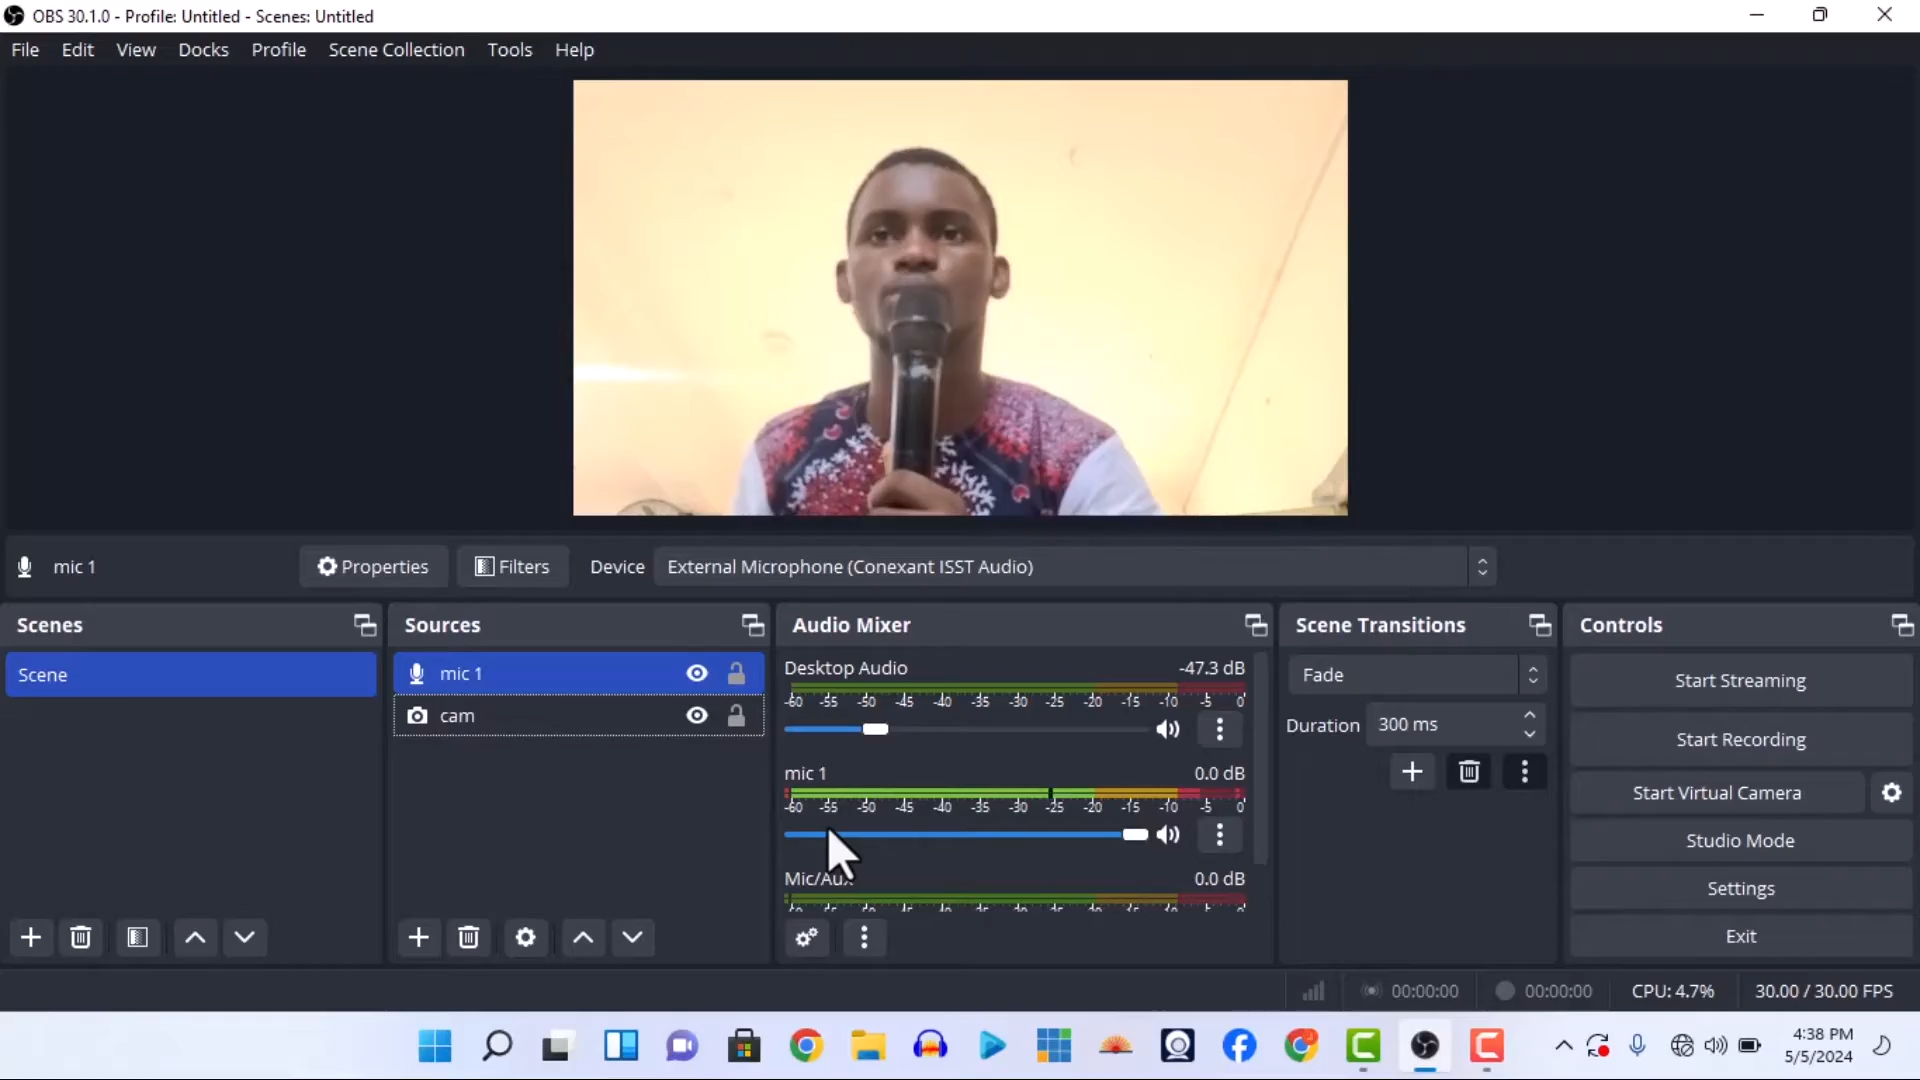 OBS 30.1.0 - Profile: Untitled - Scenes: Untitled
File Edit View Docks Profile Scene Collection Tools Help
mic 1 Properties Filters Device External Microphone (Conexant ISST Audio)
Scenes
Scene
Sources
mic 1
cam
Audio Mixer
Desktop Audio -47.3 dB
-60 -55 -50 -45 -40 -35 -30 -25 -20 -15 -10 -5 0
mic 1 0.0 dB
-60 -55 -50 -45 -40 -35 -30 -25 -20 -15 -10 -5 0
Mic/Aux 0.0 dB
Scene Transitions
Fade
Duration 300 ms
Controls
Start Streaming
Start Recording
Start Virtual Camera
Studio Mode
Settings
Exit
00:00:00 00:00:00 CPU: 4.7% 30.00 / 30.00 FPS
4:38 PM
5/5/2024